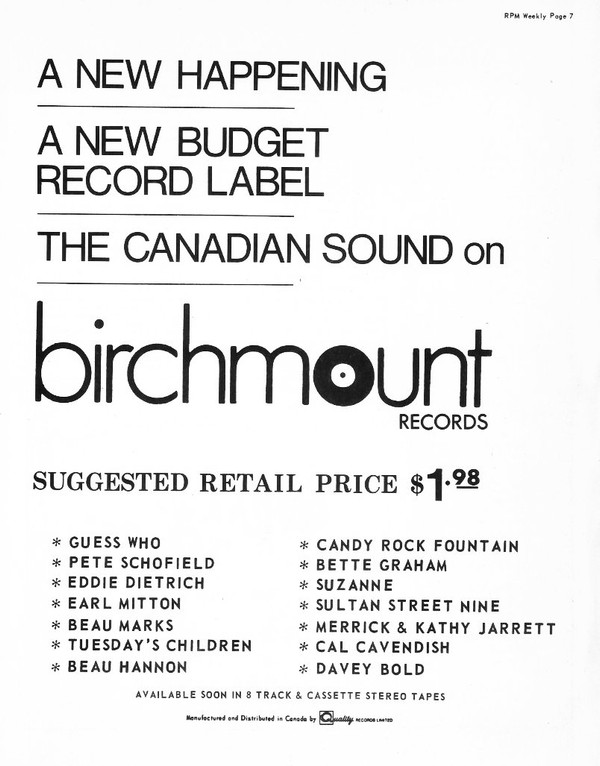 RPM Weekly Page 7
A NEW HAPPENING
A NEW BUDGET
RECORD LABEL
THE CANADIAN SOUND on
birchmount
RECORDS
SUGGESTED RETAIL PRICE $1.98
* GUESS WHO
* PETE SCHOFIELD
* EDDIE DIETRICH
* EARL MITTON
* BEAU MARKS
* TUESDAY'S CHILDREN
* BEAU HANNON
* CANDY ROCK FOUNTAIN
* BETTE GRAHAM
* SUZANNE
* SULTAN STREET NINE
* MERRICK & KATHY JARRETT
* CAL CAVENDISH
* DAVEY BOLD
AVAILABLE SOON IN 8 TRACK & CASSETTE STEREO TAPES
Manufactured and Distributed in Canada by Quality RECORDS LIMITED